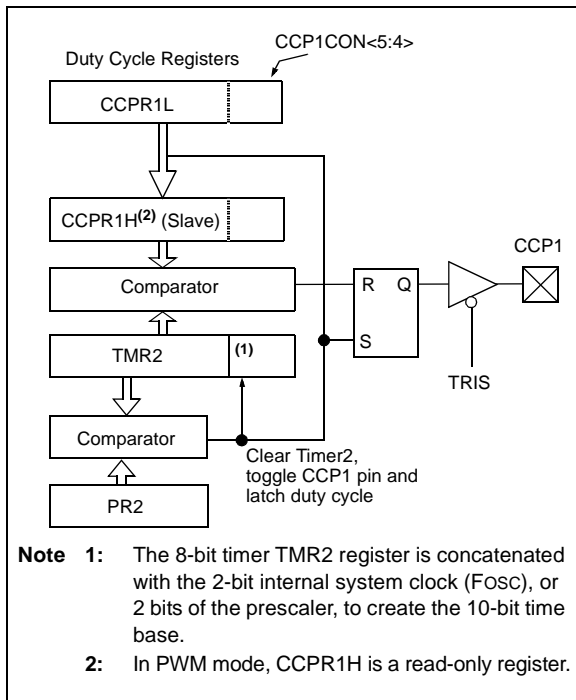 CCP1CON<5:4>
Duty Cycle Registers
CCPR1L
CCPR1H(2) (Slave)
CCP1
Comparator
R Q
TMR2
(1)
S
TRIS
Comparator
Clear Timer2,
toggle CCP1 pin and
latch duty cycle
PR2
Note 1: The 8-bit timer TMR2 register is concatenated
with the 2-bit internal system clock (FOSC), or
2 bits of the prescaler, to create the 10-bit time
base.
2: In PWM mode, CCPR1H is a read-only register.